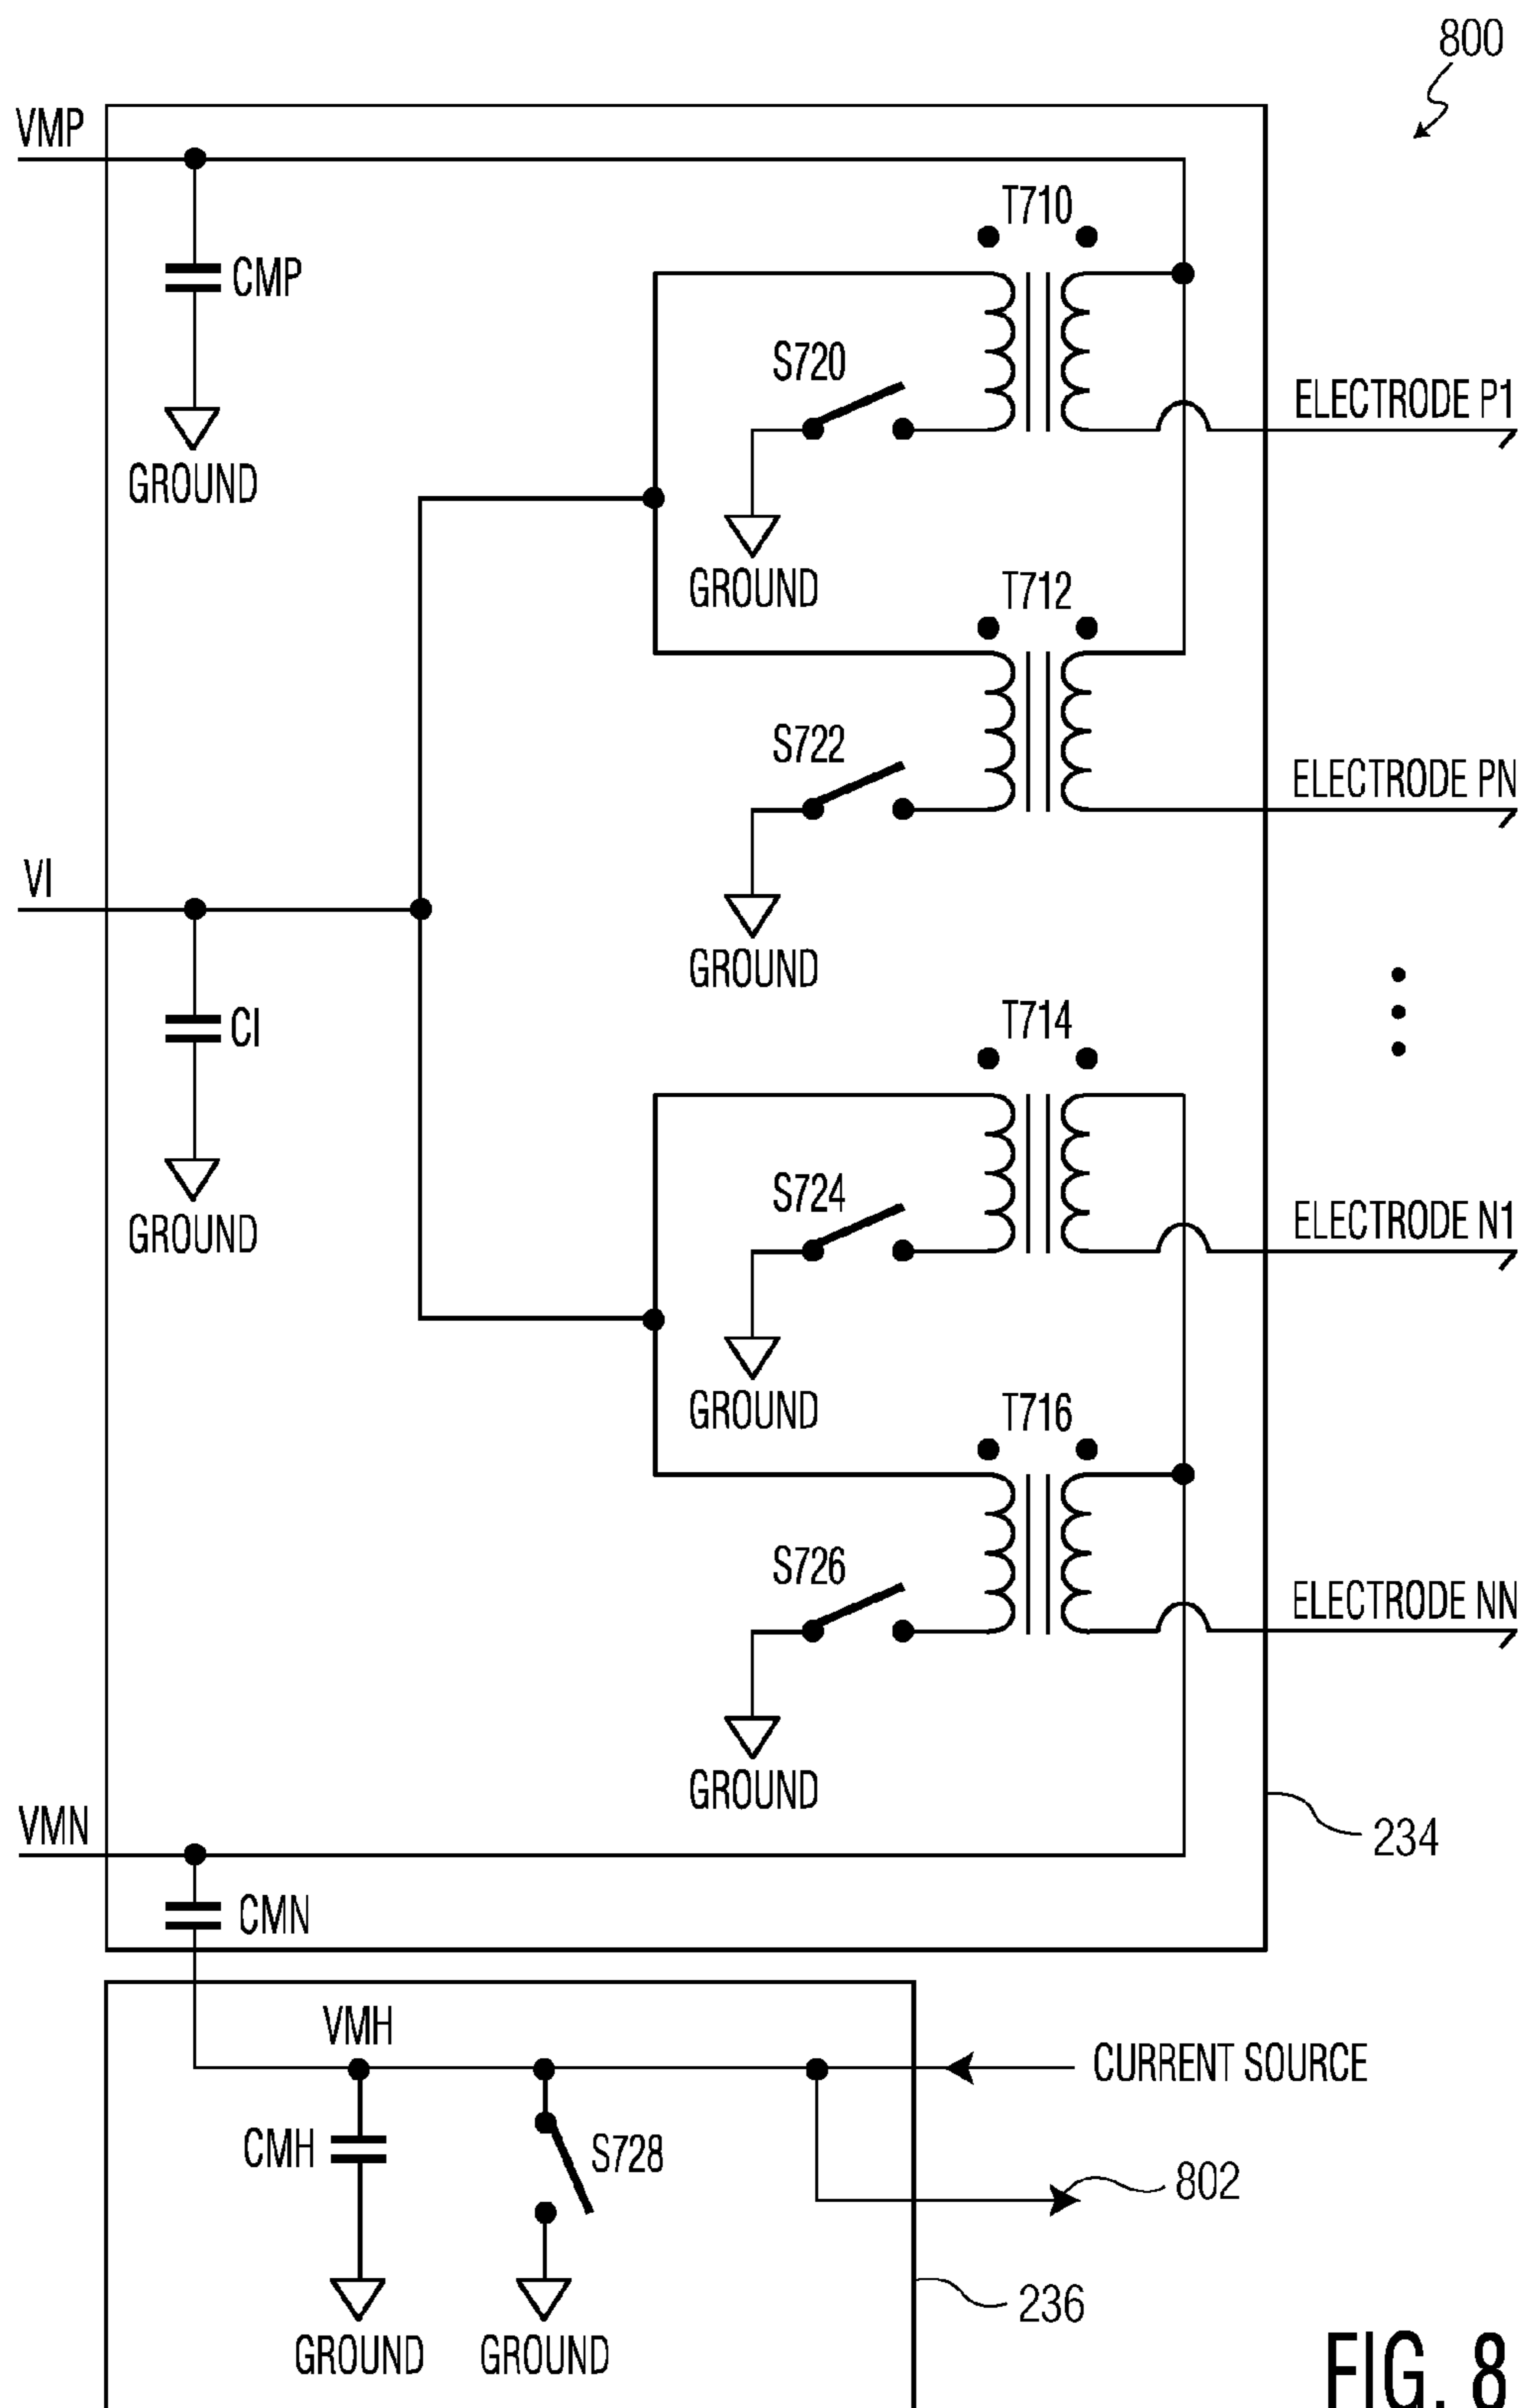 800
VMP
T710
CMP
S720
ELECTRODE P1
GROUND
GROUND
T712
S722
ELECTRODE PN
VI
GROUND
T714
CI
S724
ELECTRODE N1
GROUND
GROUND
T716
S726
ELECTRODE NN
GROUND
VMN
234
CMN
VMH
CURRENT SOURCE
CMH
S728
802
236
GROUND
GROUND
FIG. 8